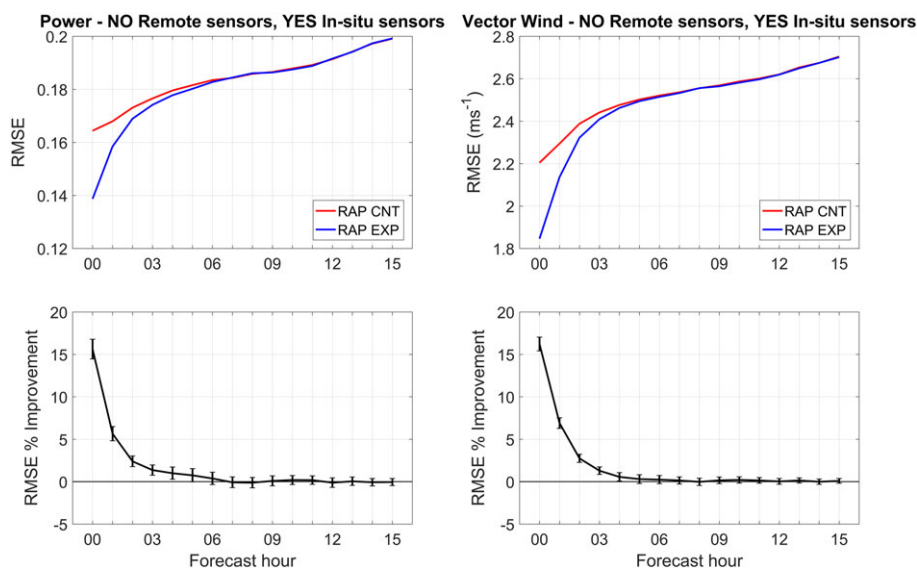 Power - NO Remote sensors, YES In-situ sensors
0.2
0.18
0.16
0.14
0.12
RMSE
RAP CNT
RAP EXP
00 03 06 09 12 15
Vector Wind - NO Remote sensors, YES In-situ sensors
2.8
2.6
2.4
2.2
2
1.8
RMSE (ms-1)
RAP CNT
RAP EXP
00 03 06 09 12 15
20
15
10
5
0
-5
RMSE % Improvement
00 03 06 09 12 15
Forecast hour
20
15
10
5
0
-5
RMSE % Improvement
00 03 06 09 12 15
Forecast hour